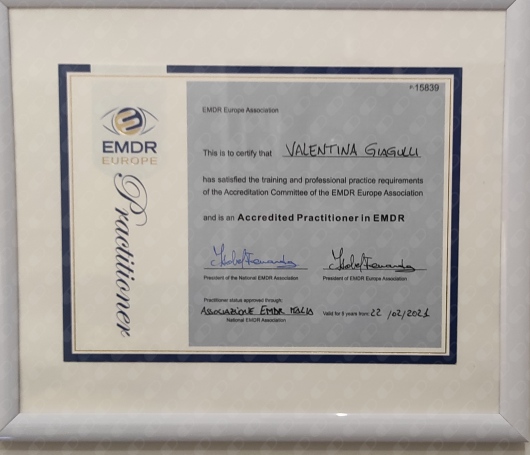 15839
EMDR Europe Association
EMDR
EUROPE
Practitioner
This is to certify that VALENTINA GIAGULLI
has satisfied the training and professional practice requirements
of the Accreditation Committee of the EMDR Europe Association
and is an Accredited Practitioner in EMDR
President of the National EMDR Association
President of EMDR Europe Association
Practitioner status approved through:
ASSOCIAZIONE EMDR ITALIA
National EMDR Association
Valid for 5 years from: 22 /02/2021